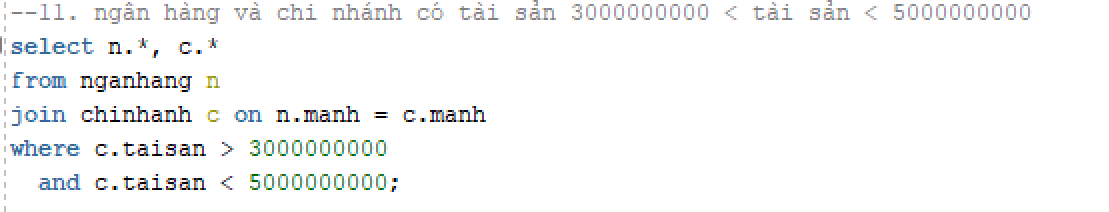 --11. ngân hàng và chi nhánh có tài sản 3000000000 < tài sản < 5000000000
select n.*, c.*
from nganhang n
join chinhanh c on n.manh = c.manh
where c.taisan > 3000000000
  and c.taisan < 5000000000;